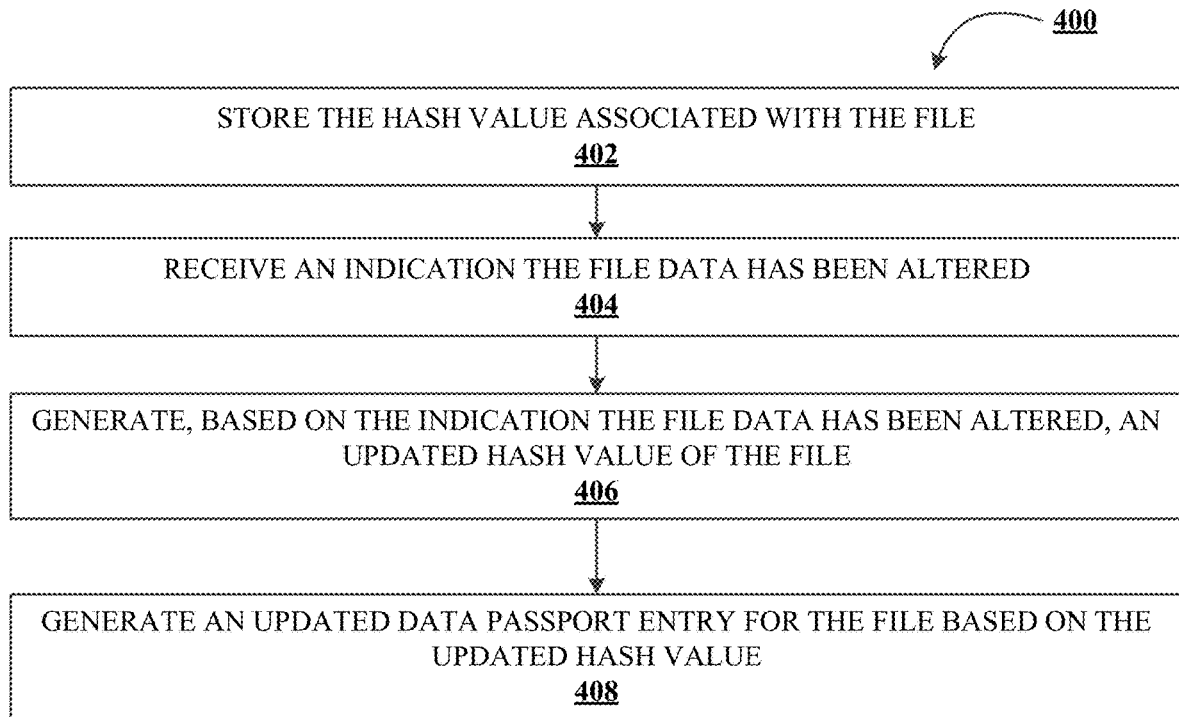 400
STORE THE HASH VALUE ASSOCIATED WITH THE FILE
402
RECEIVE AN INDICATION THE FILE DATA HAS BEEN ALTERED
404
GENERATE, BASED ON THE INDICATION THE FILE DATA HAS BEEN ALTERED, AN
UPDATED HASH VALUE OF THE FILE
406
GENERATE AN UPDATED DATA PASSPORT ENTRY FOR THE FILE BASED ON THE
UPDATED HASH VALUE
408